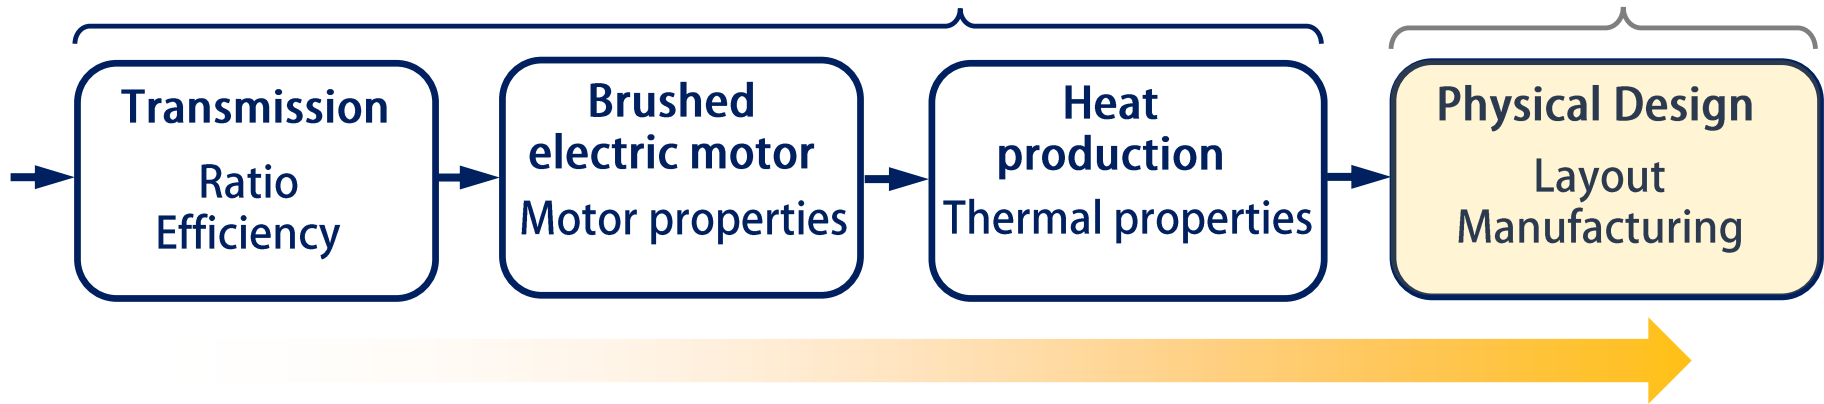 Transmission
Ratio
Efficiency
Brushed
electric motor
Motor properties
Heat
production
Thermal properties
Physical Design
Layout
Manufacturing